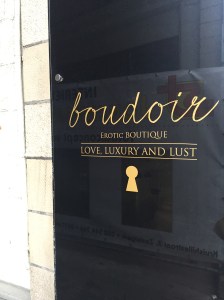 boudoir
EROTIC BOUTIQUE
LOVE, LUXURY AND LUST